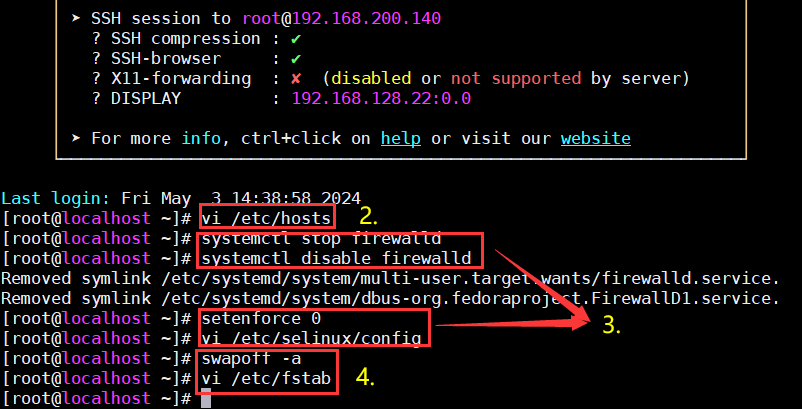 ➤ SSH session to root@192.168.200.140
? SSH compression : ✔
? SSH-browser : ✔
? X11-forwarding : ✘ (disabled or not supported by server)
? DISPLAY : 192.168.128.22:0.0
➤ For more info, ctrl+click on help or visit our website
Last login: Fri May 3 14:38:58 2024
[root@localhost ~]# vi /etc/hosts 2.
[root@localhost ~]# systemctl stop firewalld
[root@localhost ~]# systemctl disable firewalld
Removed symlink /etc/systemd/system/multi-user.target.wants/firewalld.service.
Removed symlink /etc/systemd/system/dbus-org.fedoraproject.FirewallD1.service.
[root@localhost ~]# setenforce 0 3.
[root@localhost ~]# vi /etc/selinux/config
[root@localhost ~]# swapoff -a
[root@localhost ~]# vi /etc/fstab 4.
[root@localhost ~]#